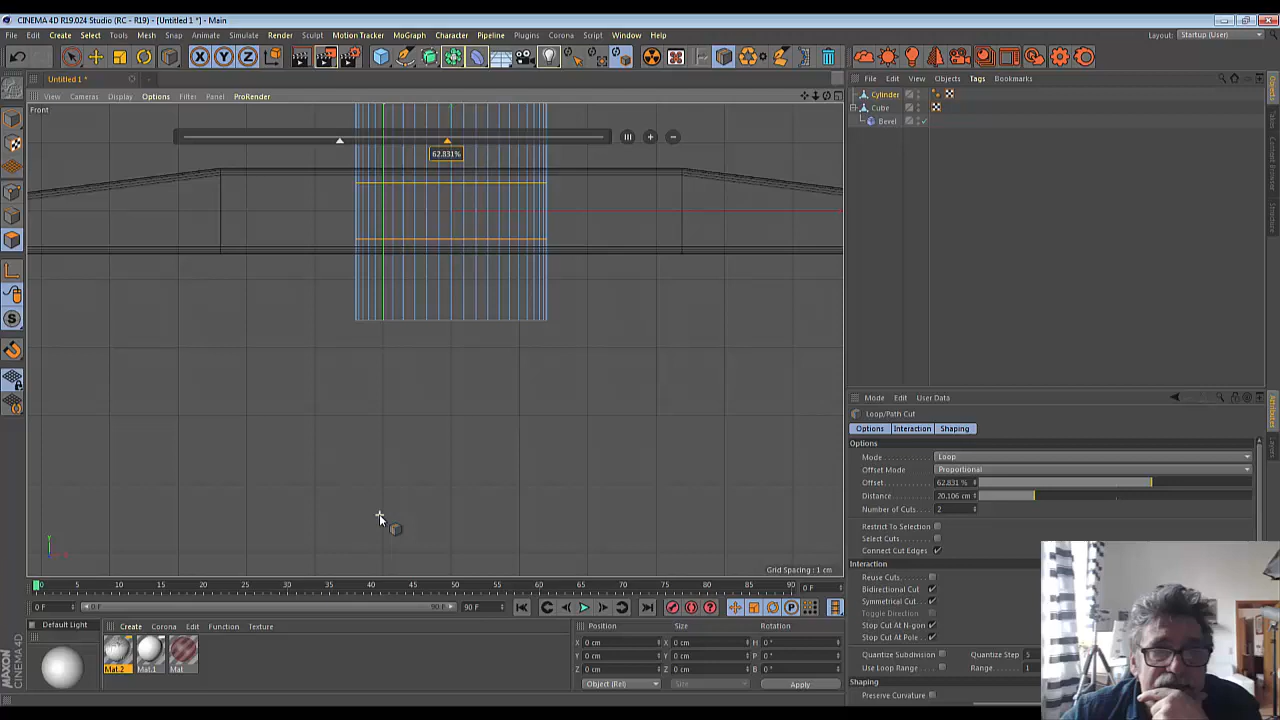 CINEMA 4D R19.024 Studio (RC - R19) - [Untitled 1 *] - Main
File Edit Create Select Tools Mesh Snap Animate Simulate Render Sculpt Motion Tracker MoGraph Character Pipeline Plugins Corona Script Window Help
Layout: Startup (User)
Untitled 1 *
File Edit View Objects Tags Bookmarks
View Cameras Display Options Filter Panel ProRender
Cylinder
Cube
Bevel
Front
62.831%
Mode Edit User Data
Loop/Path Cut
Options Interaction Shaping
Options
Mode Loop
Offset Mode Proportional
Offset 62.831 %
Distance 20.106 cm
Number of Cuts 2
Restrict To Selection
Select Cuts
Connect Cut Edges
Interaction
Reuse Cuts
Bidirectional Cut
Symmetrical Cut
Toggle Direction
Stop Cut At N-gon
Stop Cut At Pole
Quantize Subdivision Quantize Step 5
Use Loop Range Range 1
Shaping
Preserve Curvature
Grid Spacing : 1 cm
0 5 10 15 20 25 30 35 40 45 50 55 60 65 70 75 80 85 90 0 F
0 F 0 F 90 F 90 F
Default Light
Create Corona Edit Function Texture
Mat.2 Mat.1 Mat
Position Size Rotation
X 0 cm X 0 cm H 0 °
Y 0 cm Y 0 cm P 0 °
Z 0 cm Z 0 cm B 0 °
Object (Rel) Size Apply
MAXON CINEMA 4D